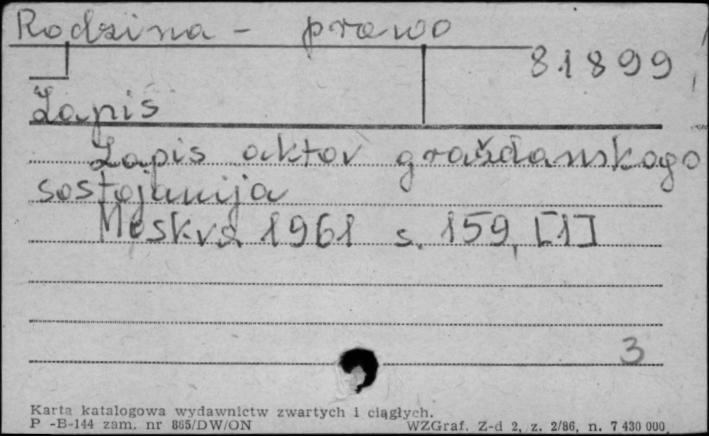 Rodzina - prawo
81899
Zapis
Zapis aktov graždanskogo
sostojanija
Moskva 1961 s. 159, [1]
3
Karta katalogowa wydawnictw zwartych i ciągłych.
P -B-144 zam. nr 865/DW/ON WZGraf. Z-d 2, z. 2/86, n. 7 430 000